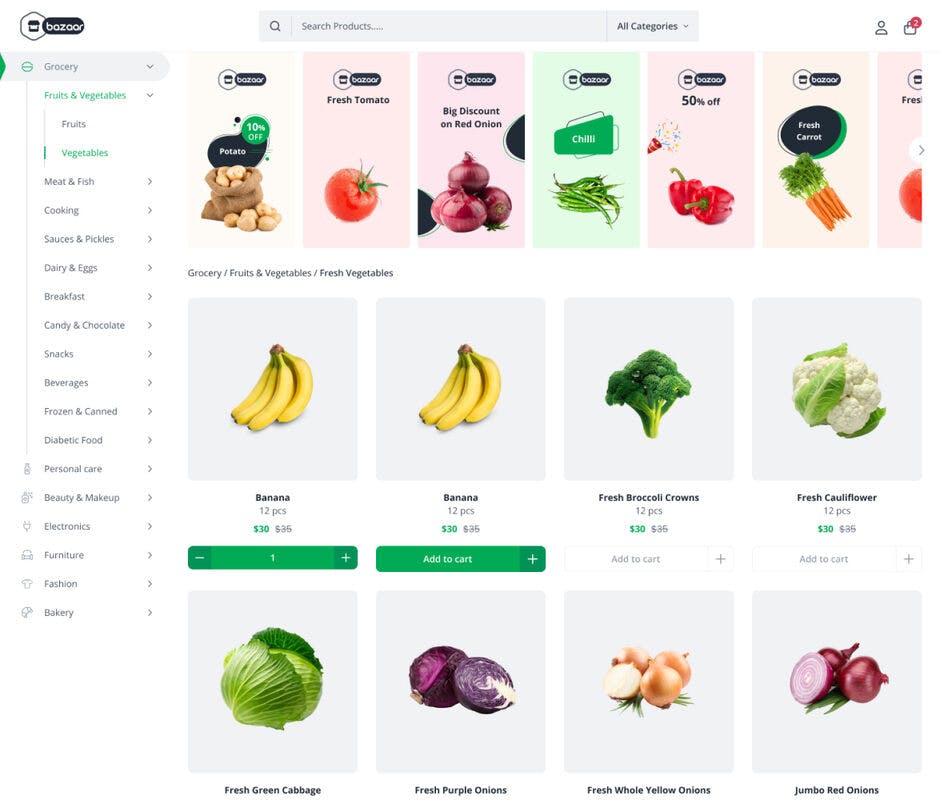 bazaar
Search Products.....
All Categories
2
Grocery
Fruits & Vegetables
Fruits
Vegetables
Meat & Fish
Cooking
Sauces & Pickles
Dairy & Eggs
Breakfast
Candy & Chocolate
Snacks
Beverages
Frozen & Canned
Diabetic Food
Personal care
Beauty & Makeup
Electronics
Furniture
Fashion
Bakery
bazaar
10%
OFF
Potato
bazaar
Fresh Tomato
bazaar
Big Discount
on Red Onion
bazaar
Chilli
bazaar
50% off
bazaar
Fresh
Carrot
Grocery / Fruits & Vegetables / Fresh Vegetables
Banana
12 pcs
$30 $35
1
Banana
12 pcs
$30 $35
Add to cart
Fresh Broccoli Crowns
12 pcs
$30 $35
Add to cart
Fresh Cauliflower
12 pcs
$30 $35
Add to cart
Fresh Green Cabbage
Fresh Purple Onions
Fresh Whole Yellow Onions
Jumbo Red Onions